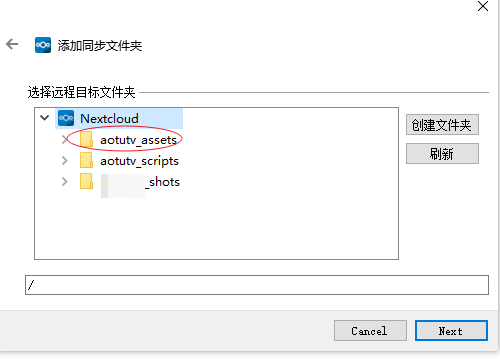 添加同步文件夹
选择远程目标文件夹
Nextcloud
aotutv_assets
aotutv_scripts
_shots
创建文件夹
刷新
/
Cancel
Next